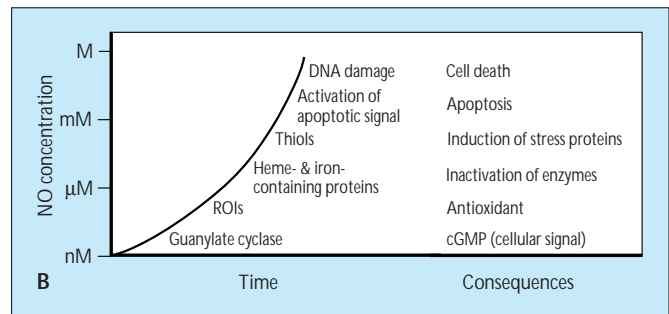 NO concentration
M
mM
μM
nM
DNA damage
Cell death
Activation of
apoptotic signal
Apoptosis
Thiols
Induction of stress proteins
Heme- & iron-
containing proteins
Inactivation of enzymes
ROIs
Antioxidant
Guanylate cyclase
cGMP (cellular signal)
B
Time
Consequences